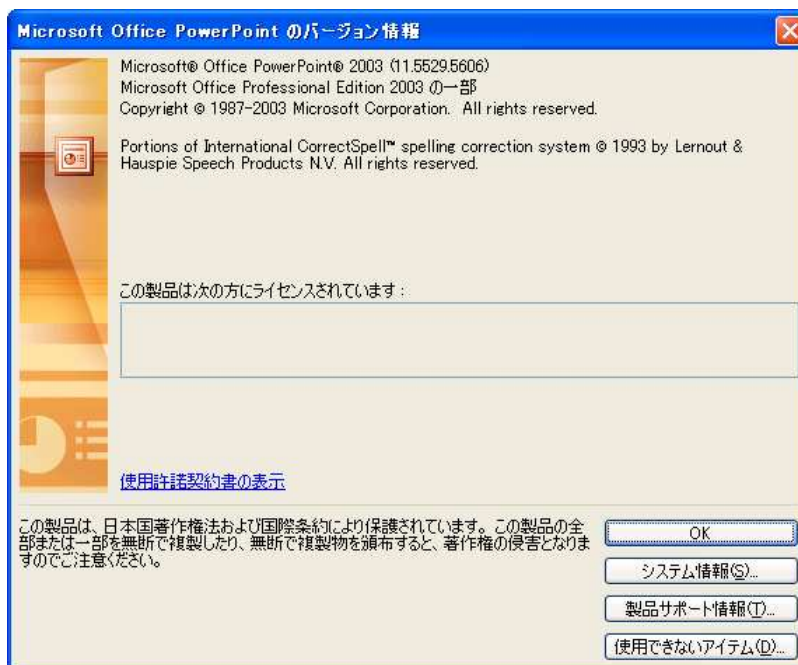 Microsoft Office PowerPoint のバージョン情報
Microsoft® Office PowerPoint® 2003 (11.5529.5606)
Microsoft Office Professional Edition 2003 の一部
Copyright © 1987-2003 Microsoft Corporation.  All rights reserved.
Portions of International CorrectSpell™ spelling correction system © 1993 by Lernout &
Hauspie Speech Products N.V. All rights reserved.
この製品は次の方にライセンスされています :
使用許諾契約書の表示
この製品は、日本国著作権法および国際条約により保護されています。この製品の全
部または一部を無断で複製したり、無断で複製物を頒布すると、著作権の侵害となりま
すのでご注意ください。
OK
システム情報(S)...
製品サポート情報(T)...
使用できないアイテム(D)...